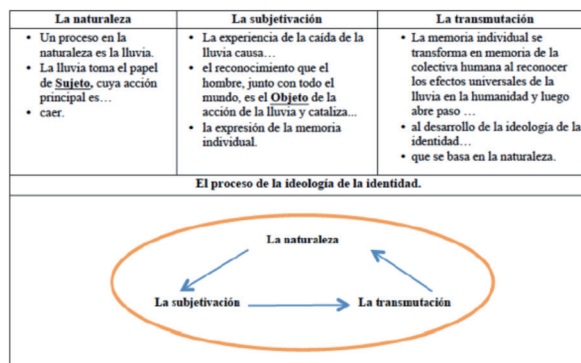 La naturaleza
• Un proceso en la
naturaleza es la lluvia.
• La lluvia toma el papel
de Sujeto, cuya acción
principal es…
• caer.
La subjetivación
• La experiencia de la caída de la
lluvia causa…
• el reconocimiento que el
hombre, junto con todo el
mundo, es el Objeto de la
acción de la lluvia y cataliza...
• la expresión de la memoria
individual.
La transmutación
• La memoria individual se
transforma en memoria de la
colectiva humana al reconocer
los efectos universales de la
lluvia en la humanidad y luego
abre paso …
• al desarrollo de la ideología de la
identidad…
• que se basa en la naturaleza.
El proceso de la ideología de la identidad.
La naturaleza
La subjetivación
La transmutación